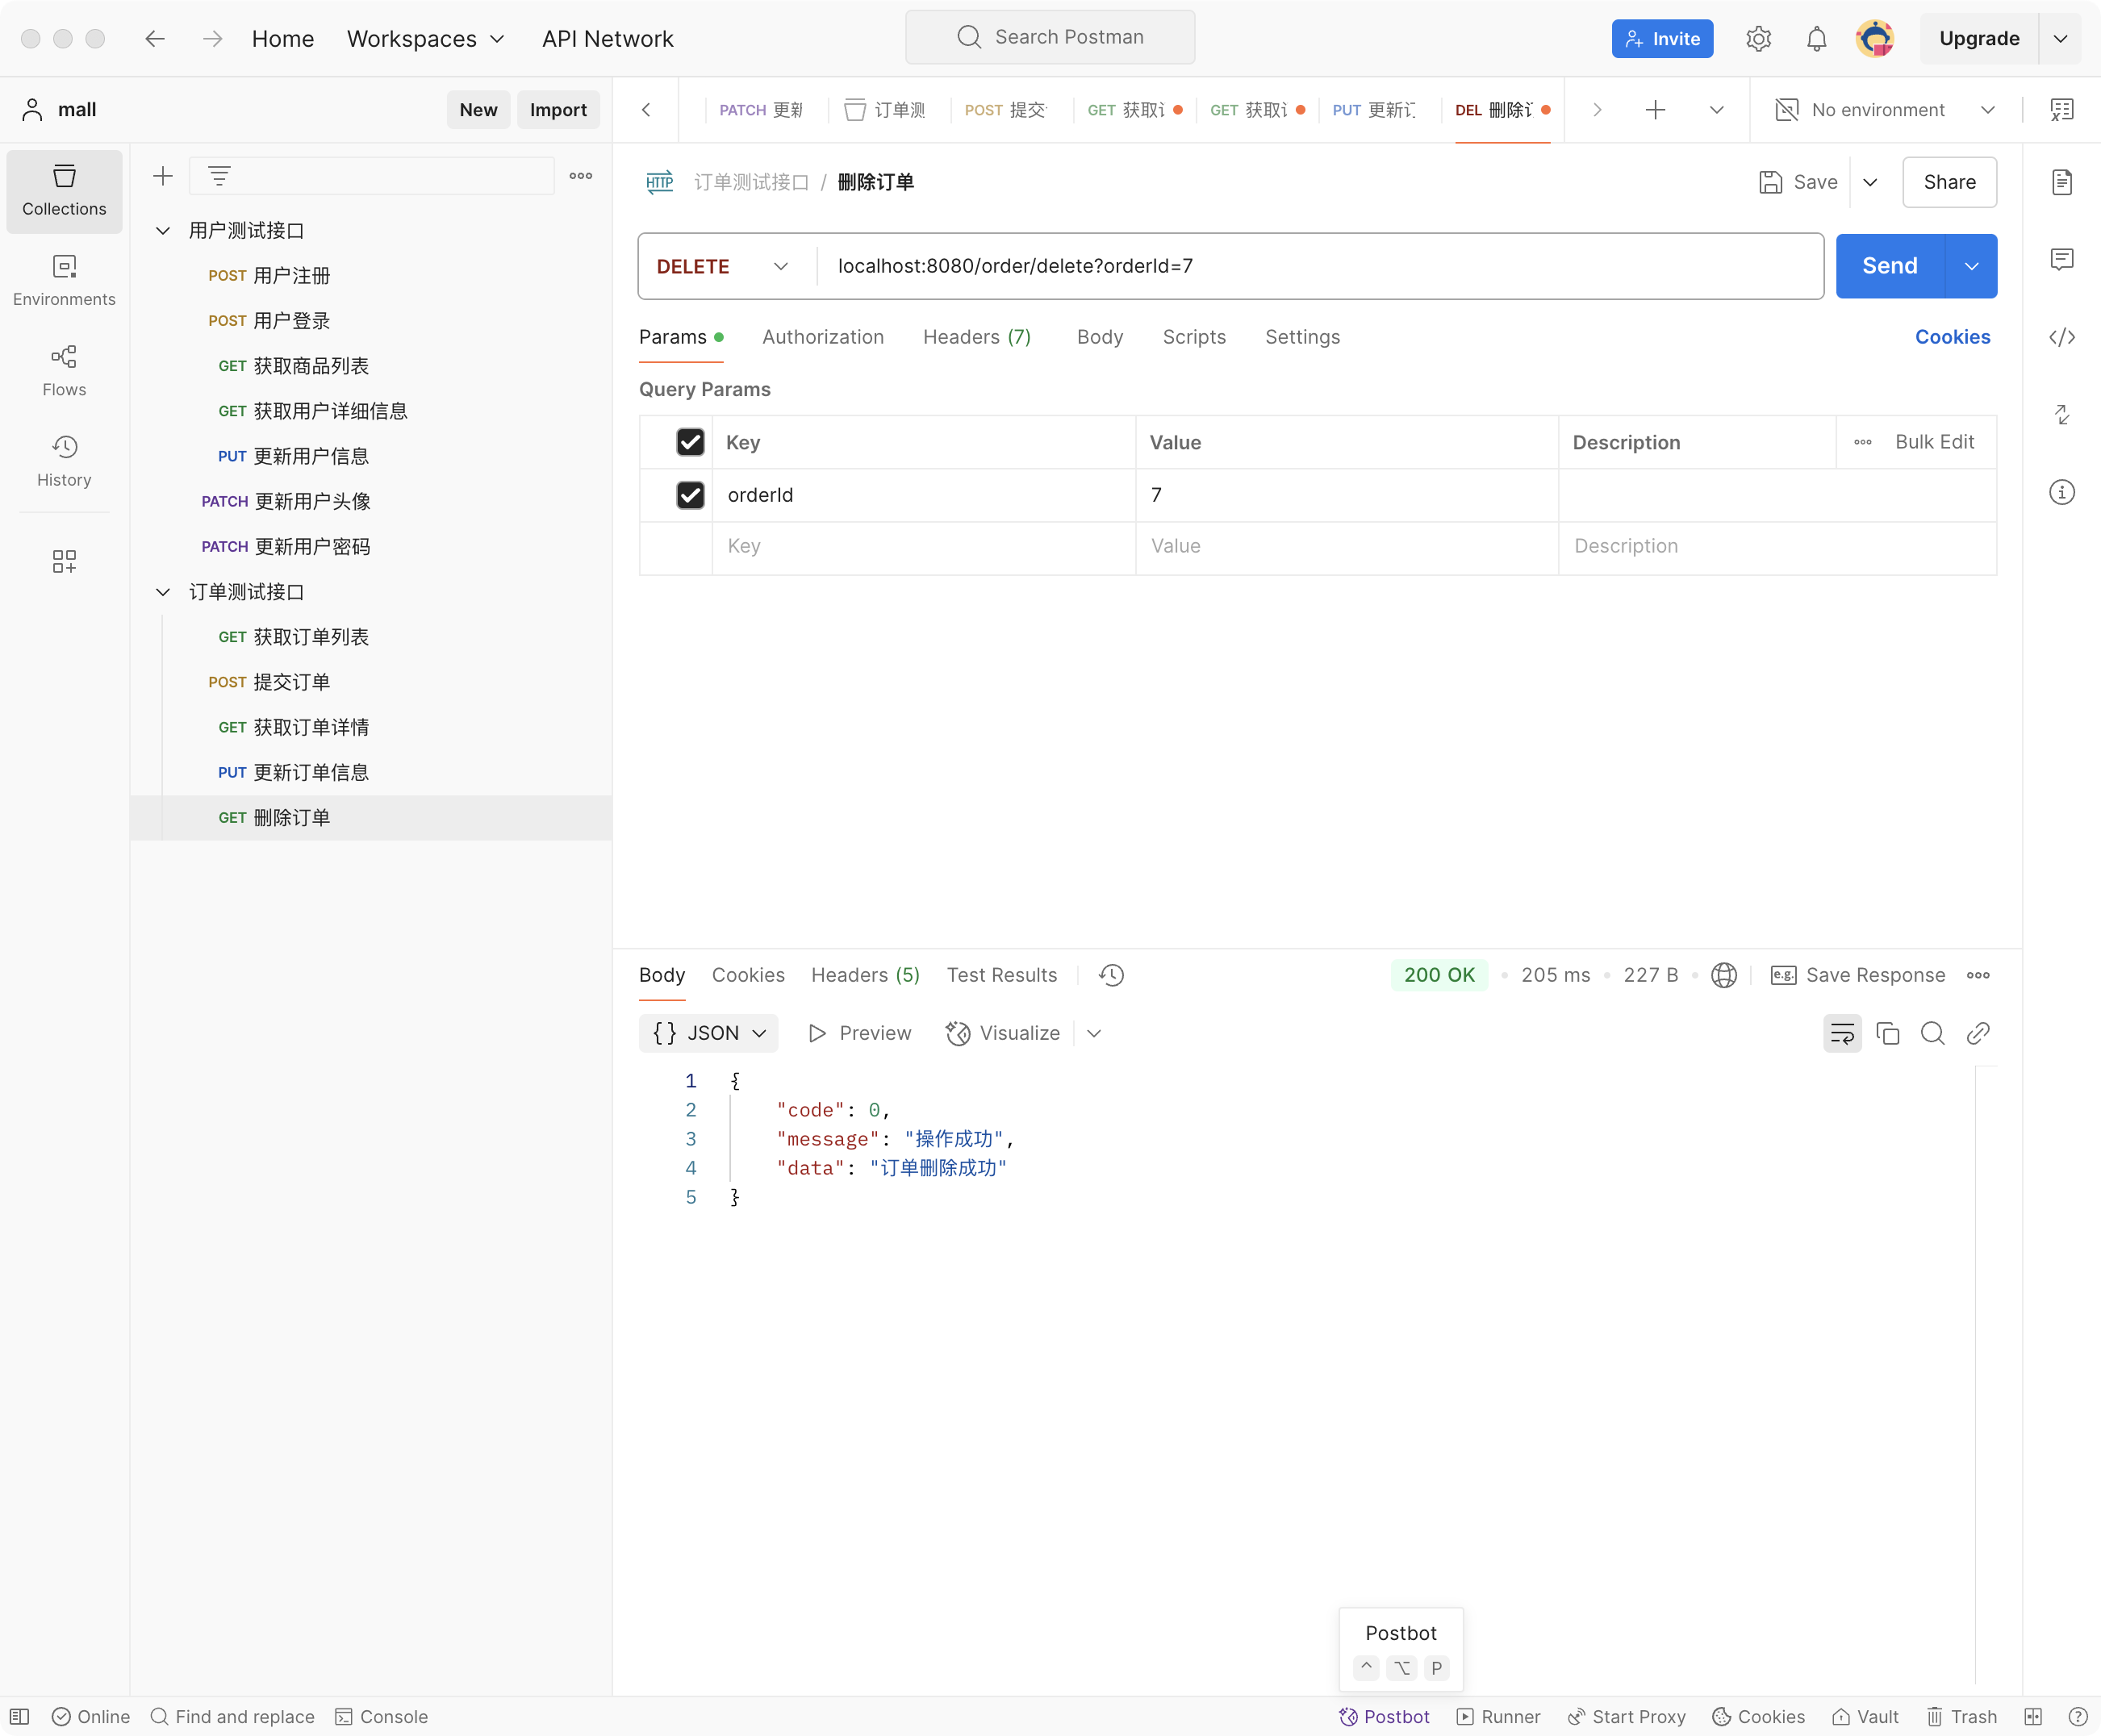 Home Workspaces API Network Search Postman Invite Upgrade
mall New Import
PATCH 更新 订单测 POST 提交 GET 获取 GET 获取 PUT 更新 DEL 删除 No environment
Collections
Environments
Flows
History
用户测试接口
POST 用户注册
POST 用户登录
GET 获取商品列表
GET 获取用户详细信息
PUT 更新用户信息
PATCH 更新用户头像
PATCH 更新用户密码
订单测试接口
GET 获取订单列表
POST 提交订单
GET 获取订单详情
PUT 更新订单信息
GET 删除订单
HTTP 订单测试接口 / 删除订单 Save Share
DELETE localhost:8080/order/delete?orderId=7 Send
Params Authorization Headers (7) Body Scripts Settings Cookies
Query Params
Key Value Description Bulk Edit
orderId 7
Key Value Description
Body Cookies Headers (5) Test Results 200 OK 205 ms 227 B e.g. Save Response
{} JSON Preview Visualize
1 {
2 "code": 0,
3 "message": "操作成功",
4 "data": "订单删除成功"
5 }
Postbot
^ ⌥ P
Online Find and replace Console Postbot Runner Start Proxy Cookies Vault Trash